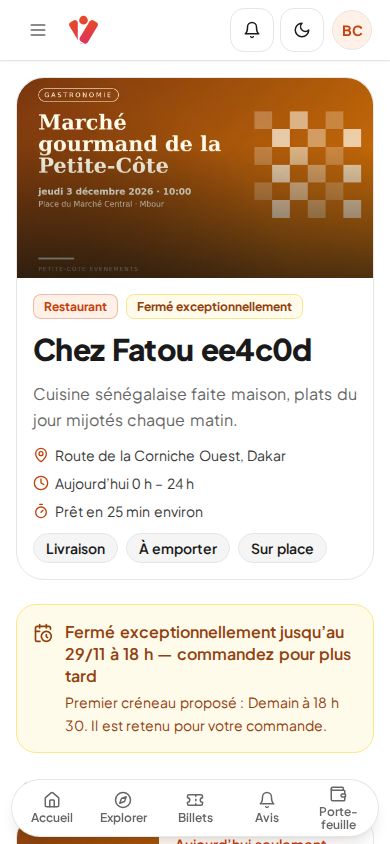 BC
GASTRONOMIE
Marché
gourmand de la
Petite-Côte
jeudi 3 décembre 2026 · 10:00
Place du Marché Central · Mbour
PETITE-CÔTE ÉVÉNEMENTS
Restaurant
Fermé exceptionnellement
Chez Fatou ee4c0d
Cuisine sénégalaise faite maison, plats du
jour mijotés chaque matin.
Route de la Corniche Ouest, Dakar
Aujourd’hui 0 h – 24 h
Prêt en 25 min environ
Livraison
À emporter
Sur place
Fermé exceptionnellement jusqu’au
29/11 à 18 h — commandez pour plus
tard
Premier créneau proposé : Demain à 18 h
30. Il est retenu pour votre commande.
Accueil
Explorer
Billets
Avis
Porte-
feuille
Aujourd’hui seulement